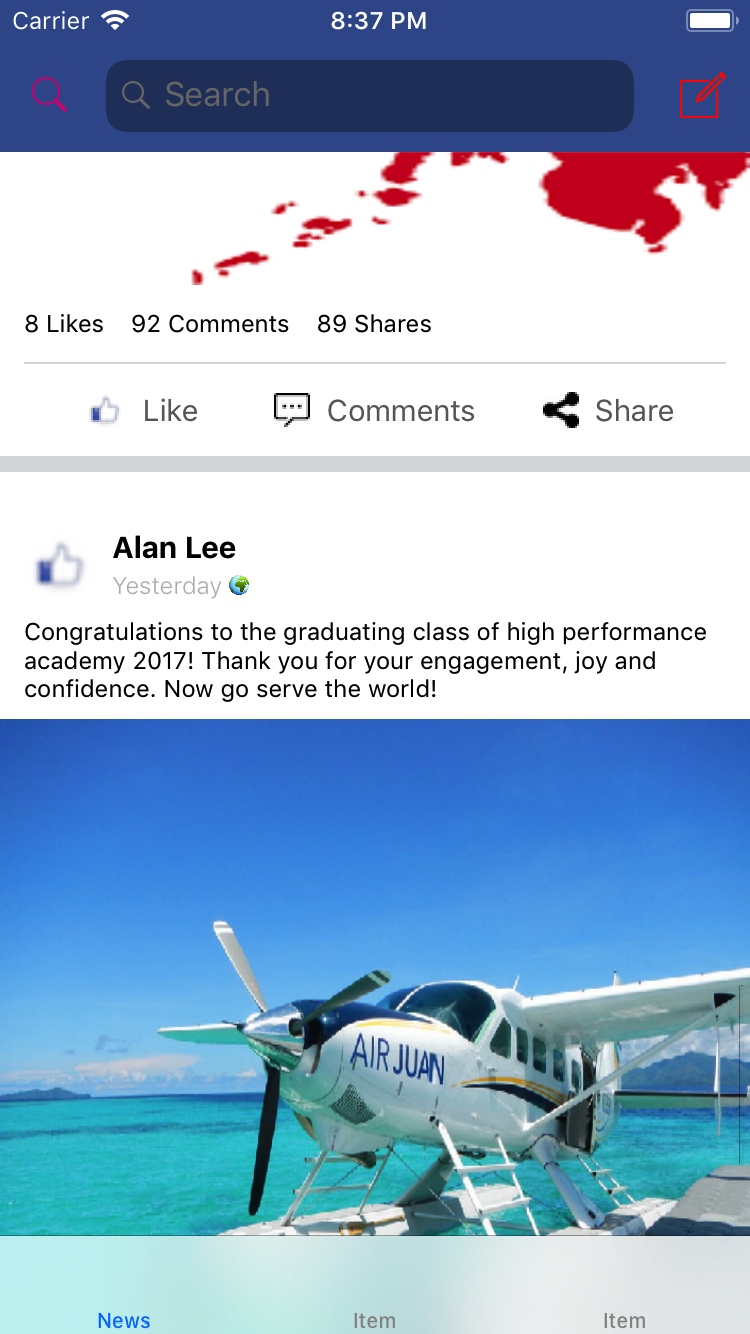 Carrier 8:37 PM
Search
8 Likes 92 Comments 89 Shares
Like Comments Share
Alan Lee
Yesterday
Congratulations to the graduating class of high performance
academy 2017! Thank you for your engagement, joy and
confidence. Now go serve the world!
AIR JUAN
News Item Item